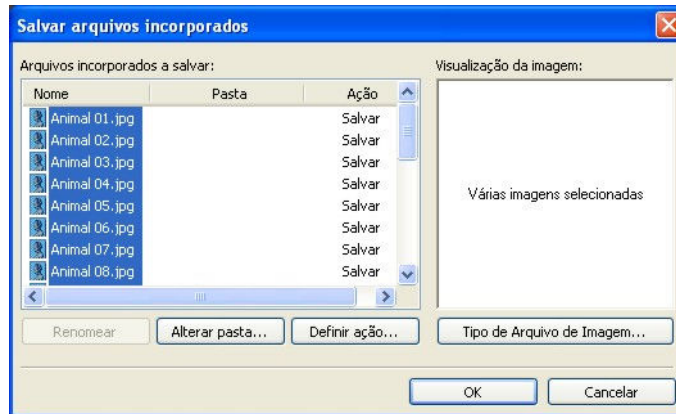 Salvar arquivos incorporados
Arquivos incorporados a salvar:
Visualização da imagem:
Nome Pasta Ação
Animal 01.jpg Salvar
Animal 02.jpg Salvar
Animal 03.jpg Salvar
Animal 04.jpg Salvar
Animal 05.jpg Salvar
Animal 06.jpg Salvar
Animal 07.jpg Salvar
Animal 08.jpg Salvar
Várias imagens selecionadas
Renomear
Alterar pasta...
Definir ação...
Tipo de Arquivo de Imagem...
OK
Cancelar